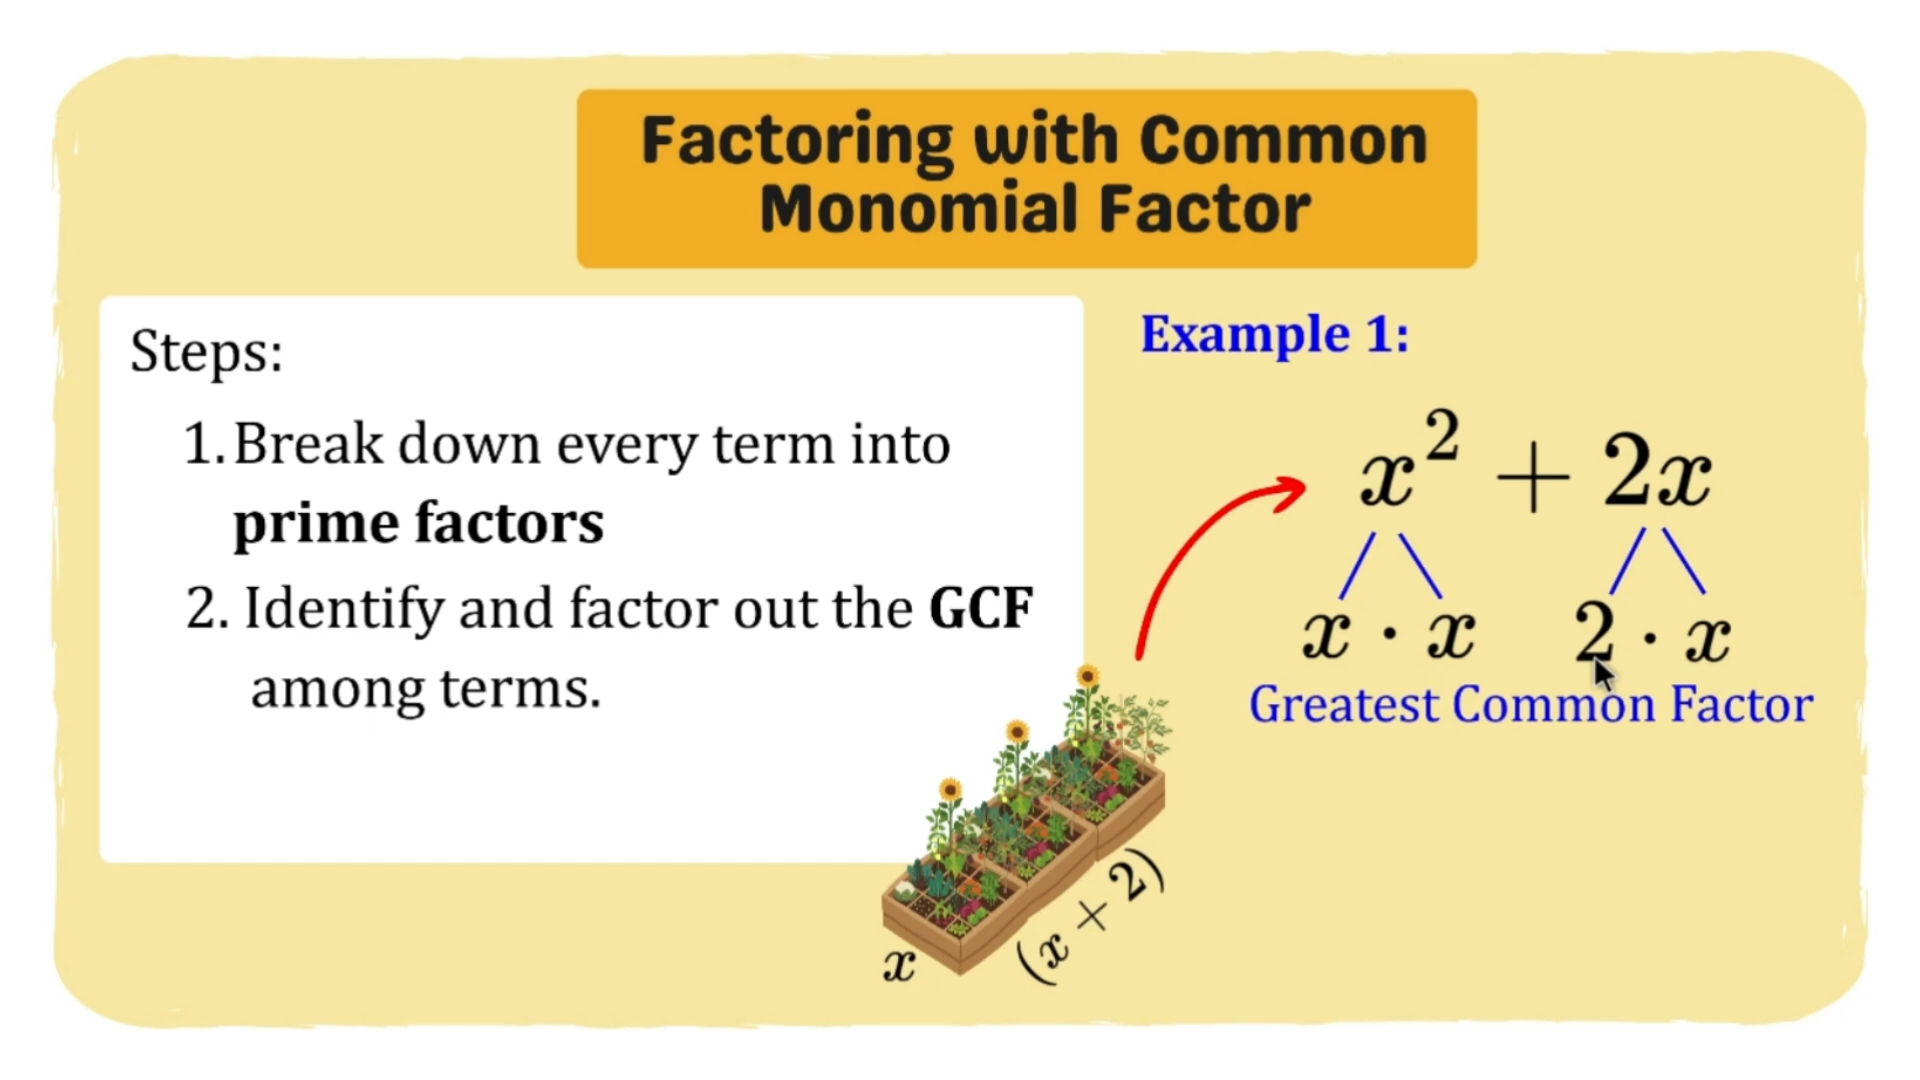 Factoring with Common
Monomial Factor
Steps:
1. Break down every term into
prime factors
2. Identify and factor out the GCF
among terms.
Example 1:
x² + 2x
x · x 2 · x
Greatest Common Factor
x
(x + 2)